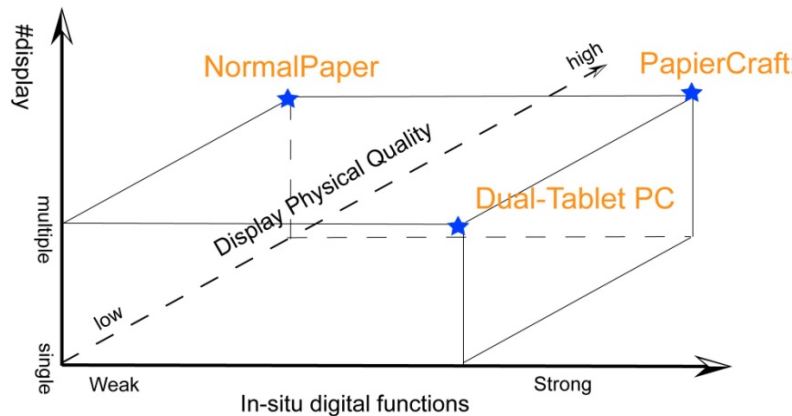 #display
NormalPaper
high
PapierCraft
Display Physical Quality
Dual-Tablet PC
multiple
low
single
Weak
Strong
In-situ digital functions